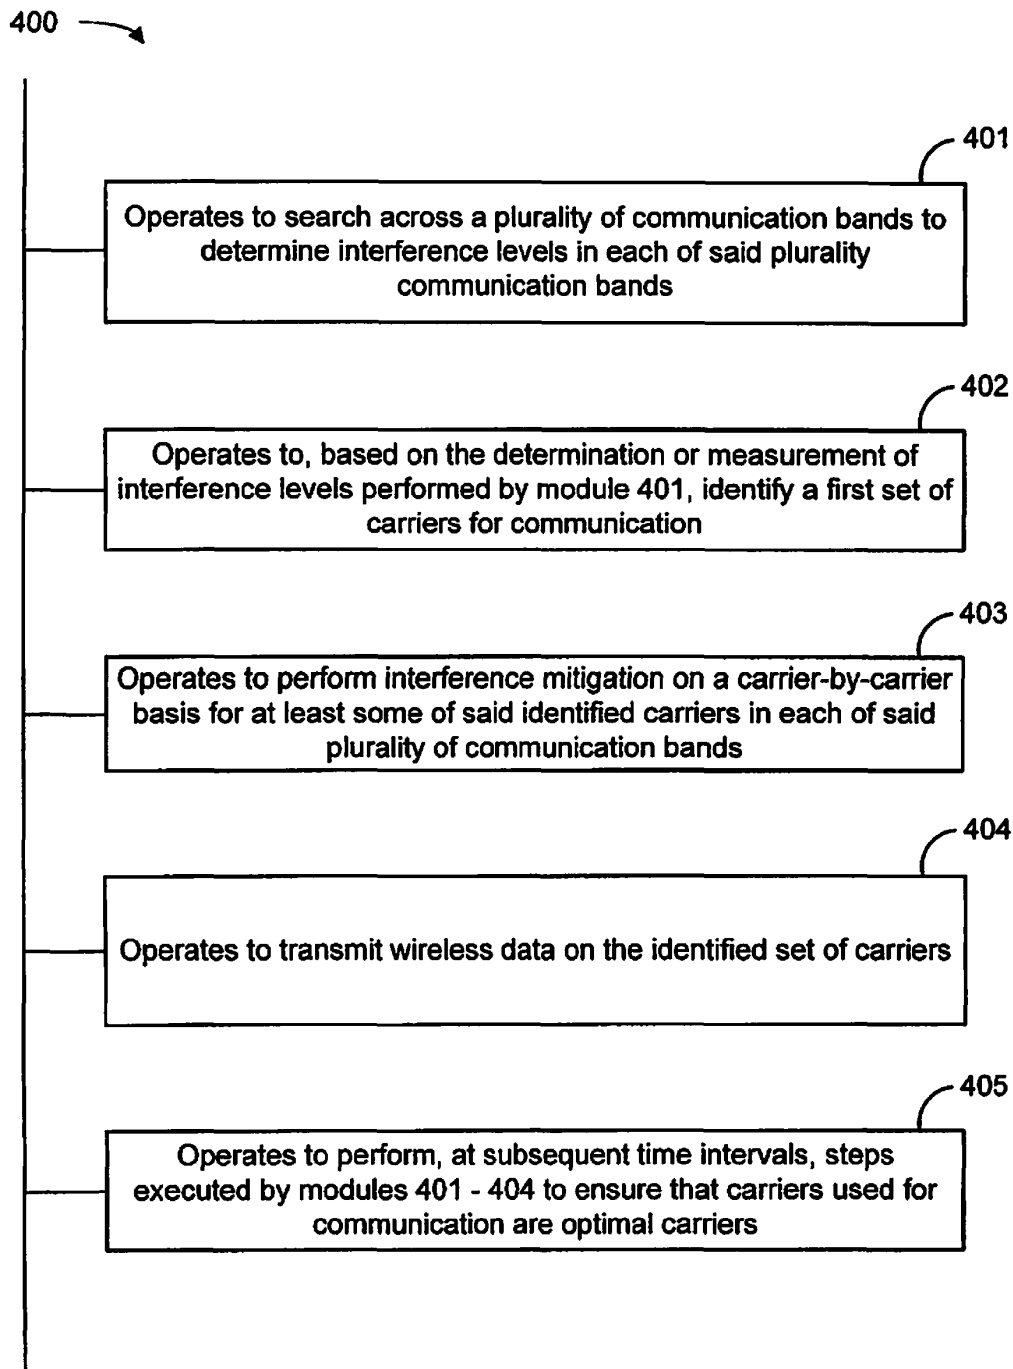 400
401
Operates to search across a plurality of communication bands to
determine interference levels in each of said plurality
communication bands
402
Operates to, based on the determination or measurement of
interference levels performed by module 401, identify a first set of
carriers for communication
403
Operates to perform interference mitigation on a carrier-by-carrier
basis for at least some of said identified carriers in each of said
plurality of communication bands
404
Operates to transmit wireless data on the identified set of carriers
405
Operates to perform, at subsequent time intervals, steps
executed by modules 401 - 404 to ensure that carriers used for
communication are optimal carriers